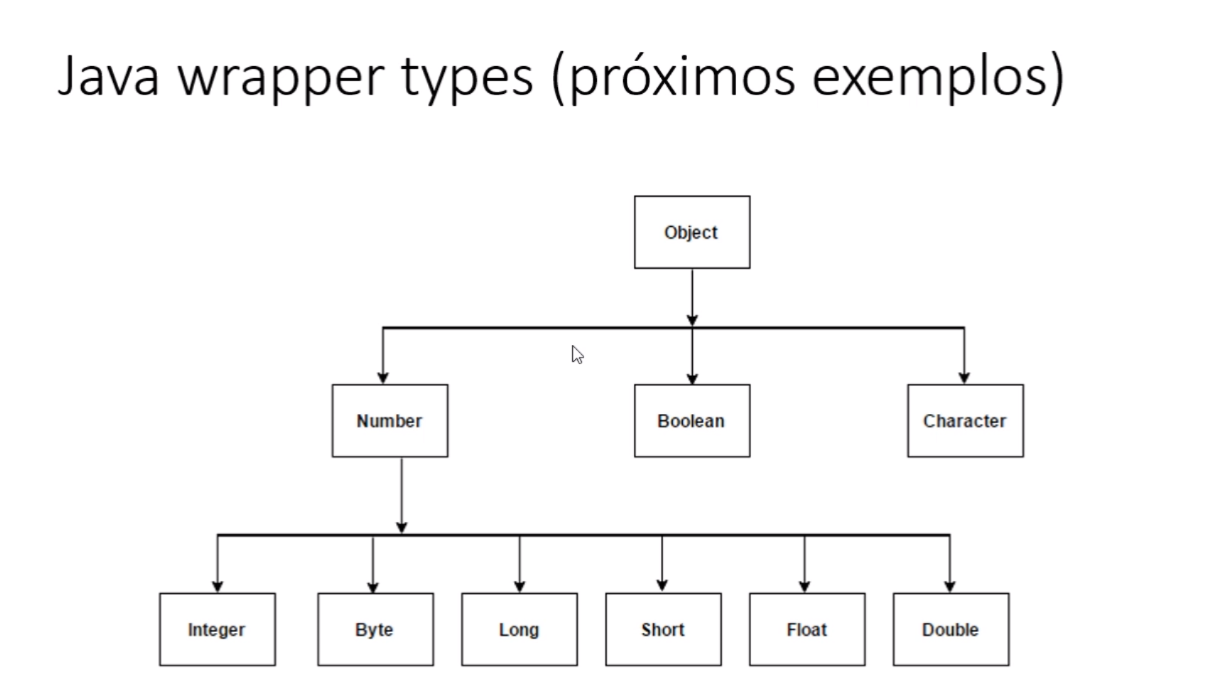 Java wrapper types (próximos exemplos)
Object
Number
Boolean
Character
Integer
Byte
Long
Short
Float
Double